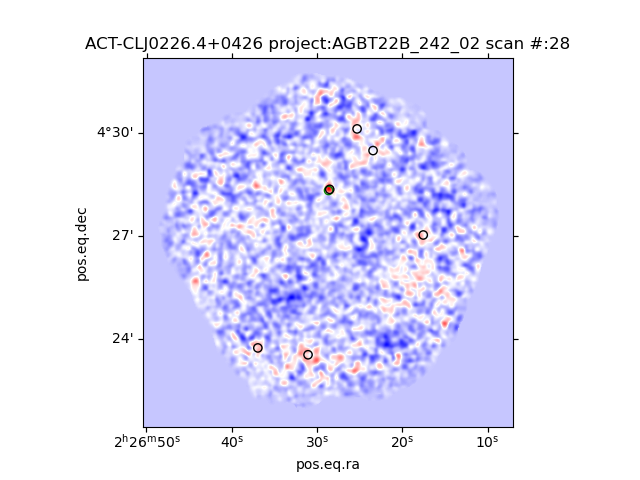 ACT-CLJ0226.4+0426 project:AGBT22B_242_02 scan #:28
pos.eq.dec
4°30'
27'
24'
2ʰ26ᵐ50ˢ 40ˢ 30ˢ 20ˢ 10ˢ
pos.eq.ra